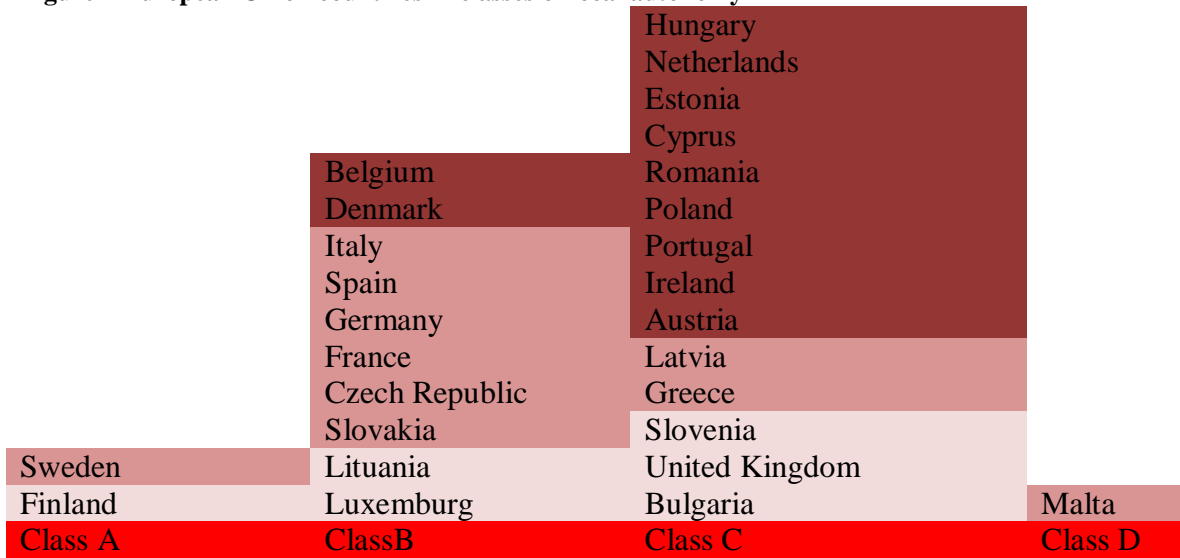 Hungary
Netherlands
Estonia
Cyprus
Belgium Romania
Denmark Poland
Italy Portugal
Spain Ireland
Germany Austria
France Latvia
Czech Republic Greece
Slovakia Slovenia
Sweden Lituania United Kingdom
Finland Luxemburg Bulgaria Malta
Class A ClassB Class C Class D